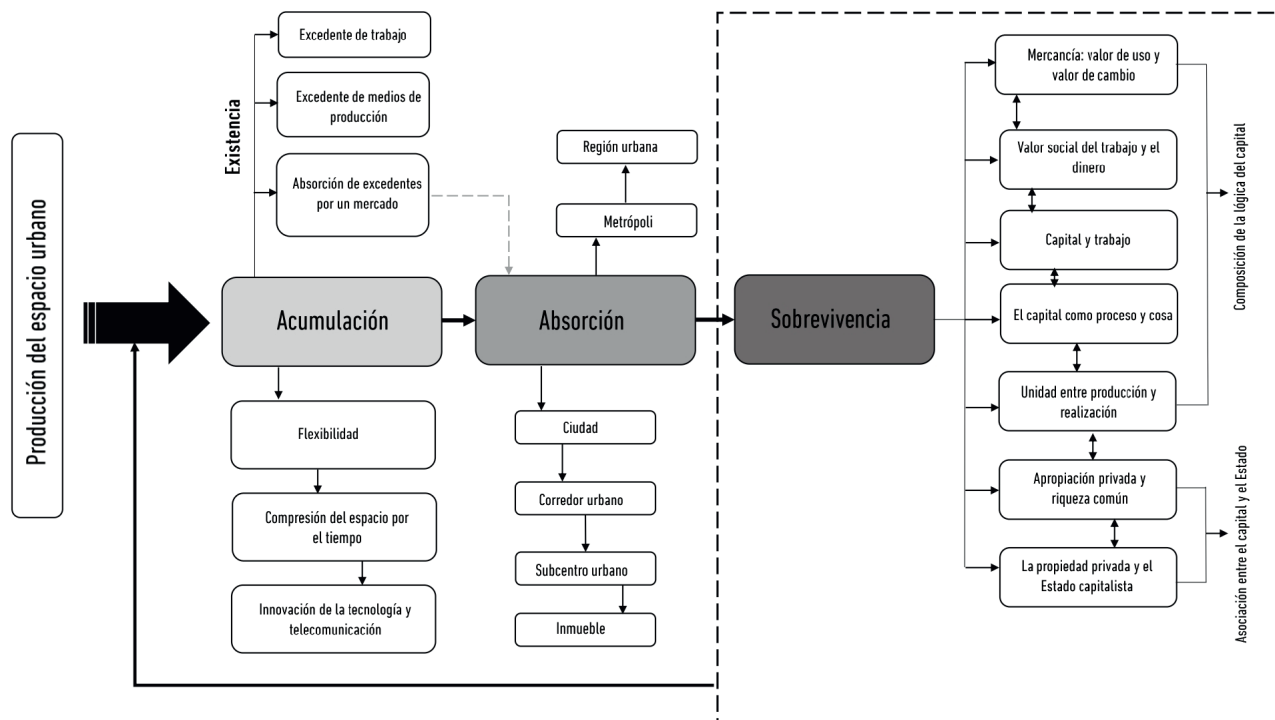 Producción del espacio urbano
Existencia
Excedente de trabajo
Excedente de medios de
producción
Absorción de excedentes
por un mercado
Acumulación
Flexibilidad
Compresión del espacio por
el tiempo
Innovación de la tecnología y
telecomunicación
Región urbana
Metrópoli
Absorción
Ciudad
Corredor urbano
Subcentro urbano
Inmueble
Sobrevivencia
Mercancía: valor de uso y
valor de cambio
Valor social del trabajo y el
dinero
Capital y trabajo
El capital como proceso y cosa
Unidad entre producción y
realización
Apropiación privada y
riqueza común
La propiedad privada y el
Estado capitalista
Composición de la lógica del capital
Asociación entre el capital y el Estado